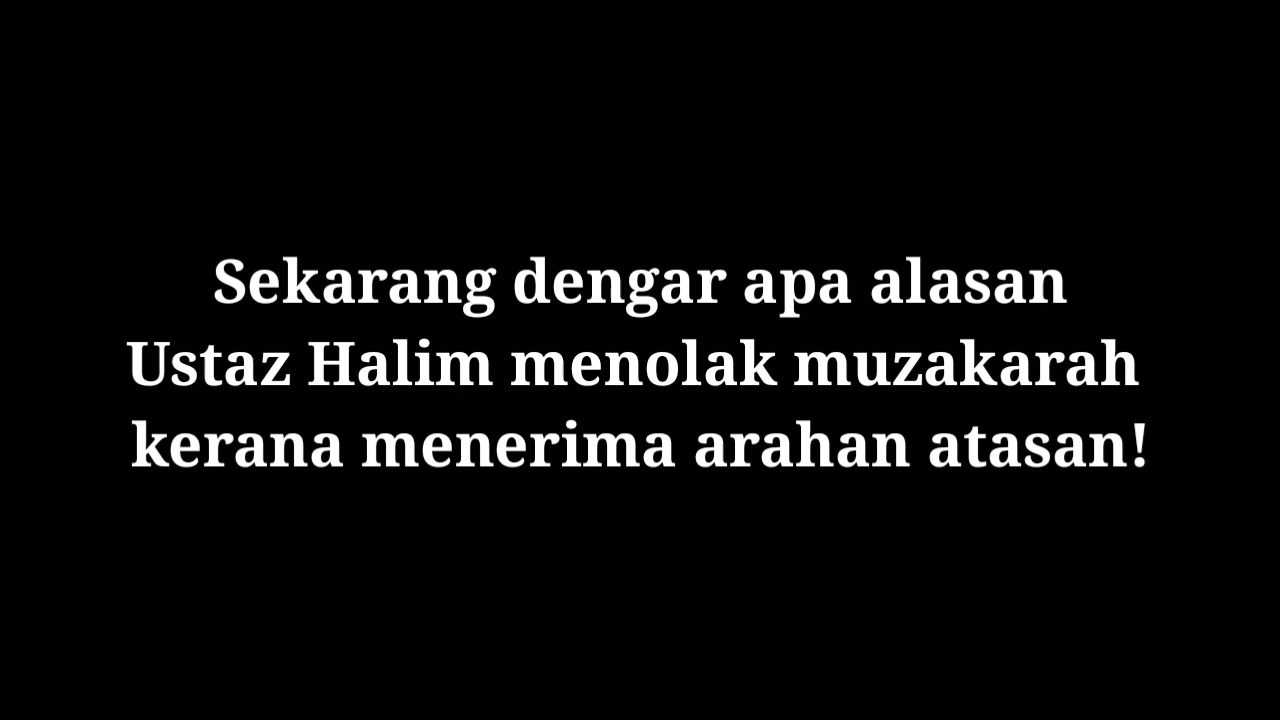 Sekarang dengar apa alasan
Ustaz Halim menolak muzakarah
kerana menerima arahan atasan!